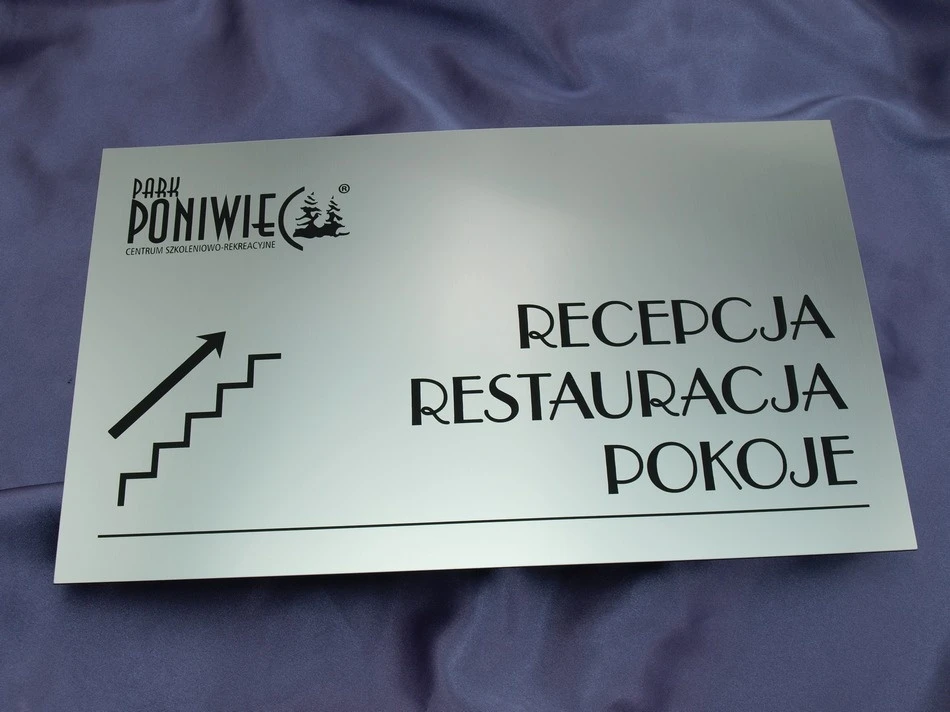 PARK
PONIWIEC ®
CENTRUM SZKOLENIOWO-REKREACYJNE
RECEPCJA
RESTAURACJA
POKOJE